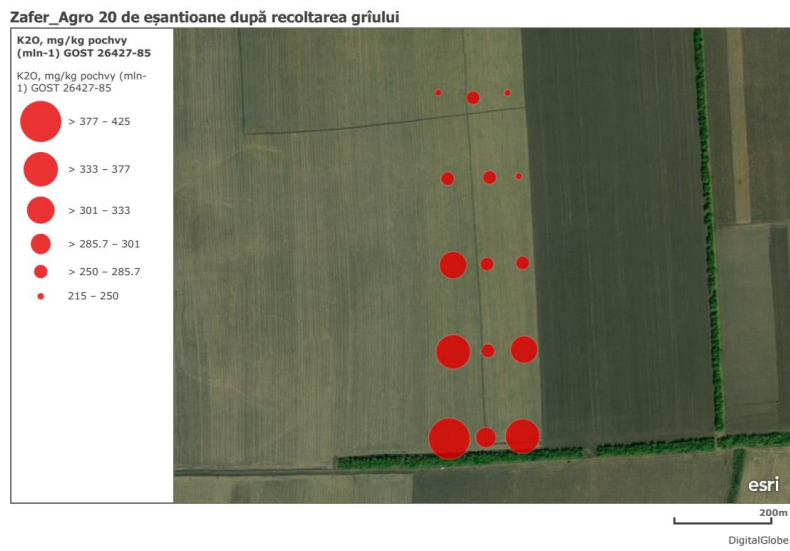 Zafer_Agro 20 de eșantioane după recoltarea grîului
K2O, mg/kg pochvy
(mln-1) GOST 26427-85
K2O, mg/kg pochvy (mln-
1) GOST 26427-85
> 377 – 425
> 333 – 377
> 301 – 333
> 285.7 – 301
> 250 – 285.7
215 – 250
esri
200m
DigitalGlobe